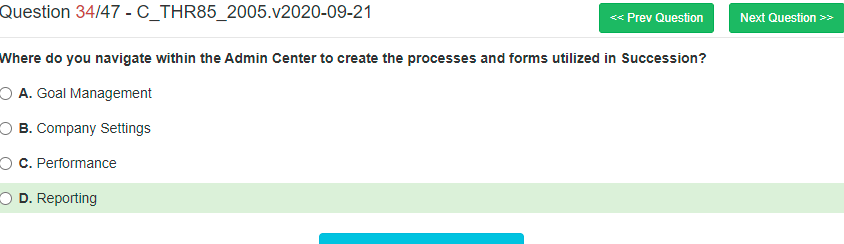 Question 34/47 - C_THR85_2005.v2020-09-21
<< Prev Question
Next Question >>
Where do you navigate within the Admin Center to create the processes and forms utilized in Succession?
A. Goal Management
B. Company Settings
C. Performance
D. Reporting